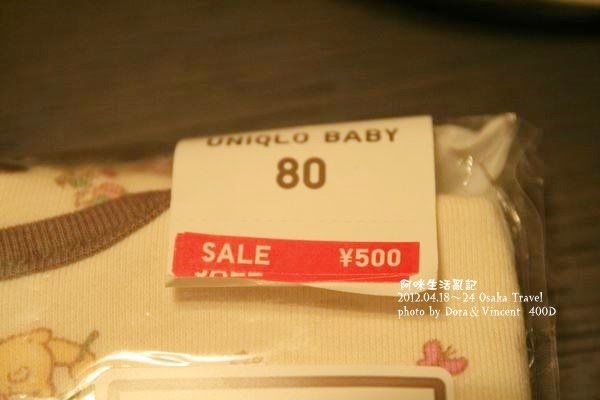 UNIQLO BABY
80
SALE ¥500
阿咪生活亂記
2012.04.18～24 Osaka Travel
photo by Dora & Vincent 400D